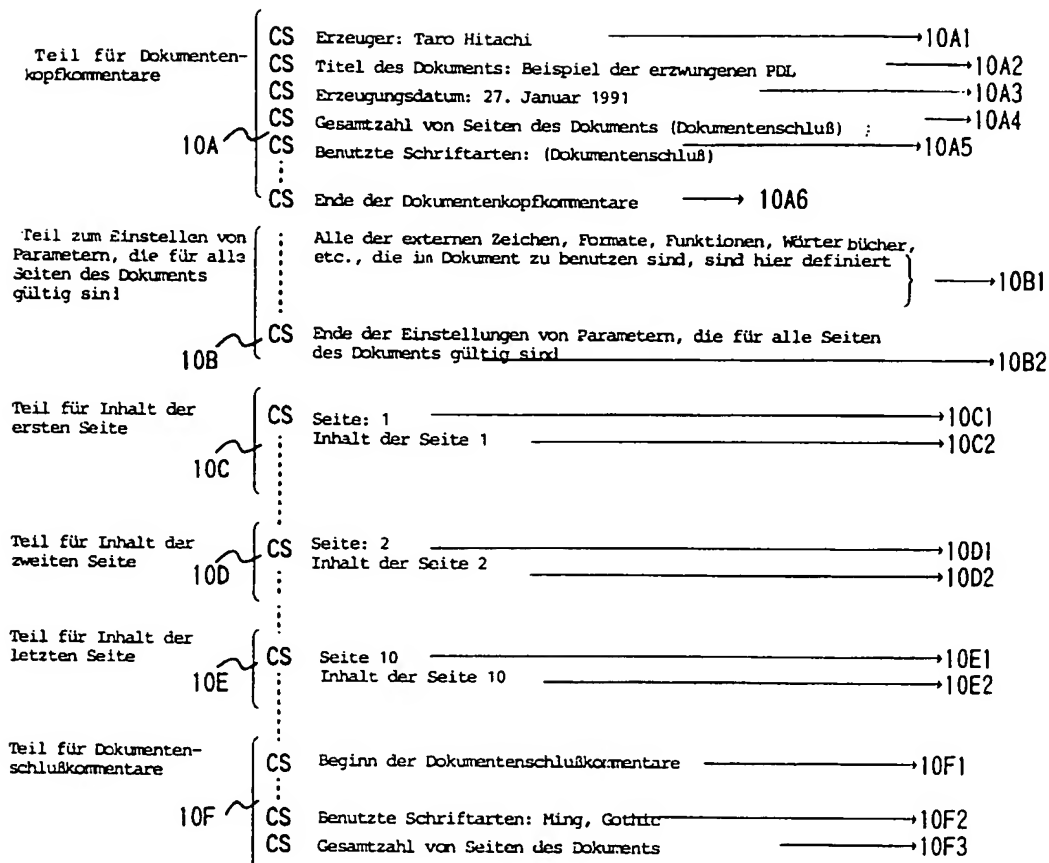 CS Erzeuger: Taro Hitachi 10A1
Teil für Dokumenten-
kopfkommentare
CS Titel des Dokuments: Beispiel der erzwungenen PDL 10A2
CS Erzeugungsdatum: 27. Januar 1991 10A3
CS Gesamtzahl von Seiten des Dokuments (Dokumentenschluß) : 10A4
10A CS Benutzte Schriftarten: (Dokumentenschluß) 10A5
CS Ende der Dokumentenkopfkommentare 10A6
Teil zum Einstellen von
Parametern, die für alle
Seiten des Dokuments
gültig sind
Alle der externen Zeichen, Formate, Funktionen, Wörter bücher,
etc., die im Dokument zu benutzen sind, sind hier definiert
10B1
10B
CS Ende der Einstellungen von Parametern, die für alle Seiten
des Dokuments gültig sind 10B2
Teil für Inhalt der
ersten Seite
10C
CS Seite: 1 10C1
Inhalt der Seite 1 10C2
Teil für Inhalt der
zweiten Seite
10D
CS Seite: 2 10D1
Inhalt der Seite 2 10D2
Teil für Inhalt der
letzten Seite
10E
CS Seite 10 10E1
Inhalt der Seite 10 10E2
Teil für Dokumenten-
schlußkommentare
10F
CS Beginn der Dokumentenschlußkommentare 10F1
CS Benutzte Schriftarten: Ming, Gothic 10F2
CS Gesamtzahl von Seiten des Dokuments 10F3